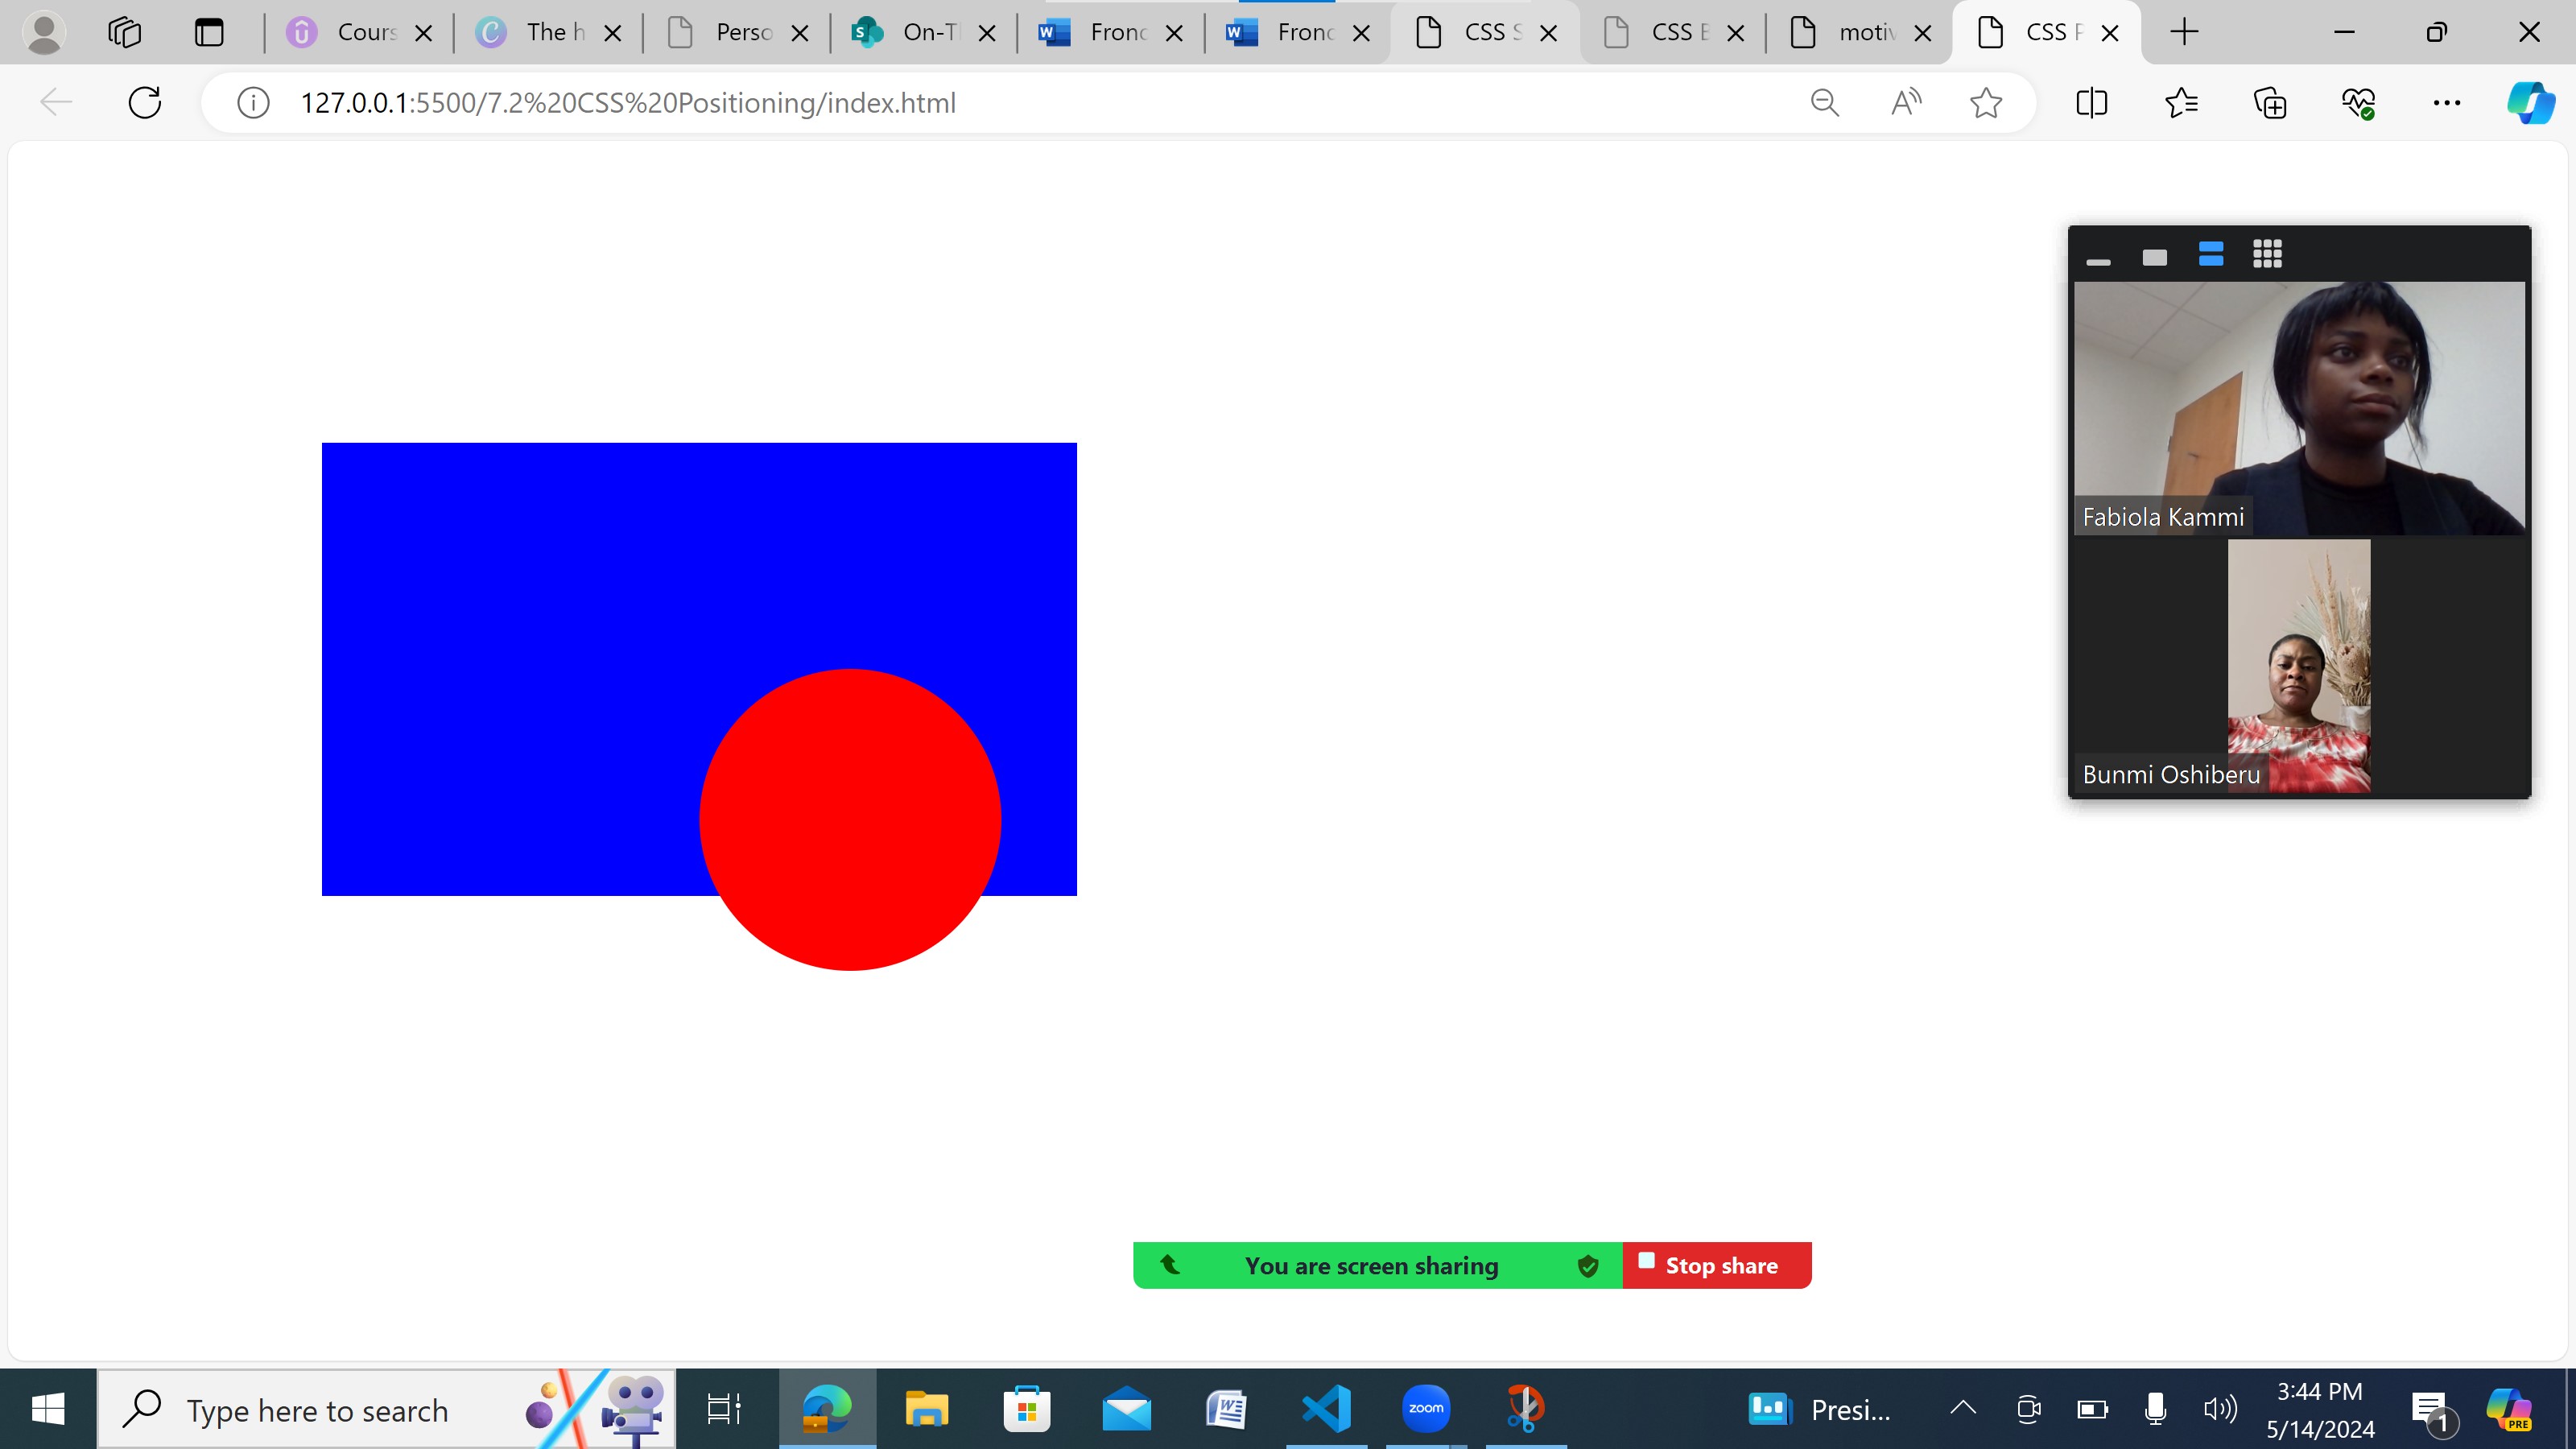 Cours
The h
Perso
On-T
Fronc
Fronc
CSS S
CSS E
motiv
CSS P
127.0.0.1:5500/7.2%20CSS%20Positioning/index.html
Fabiola Kammi
Bunmi Oshiberu
You are screen sharing
Stop share
Type here to search
zoom
Presi...
3:44 PM
5/14/2024
1
PRE